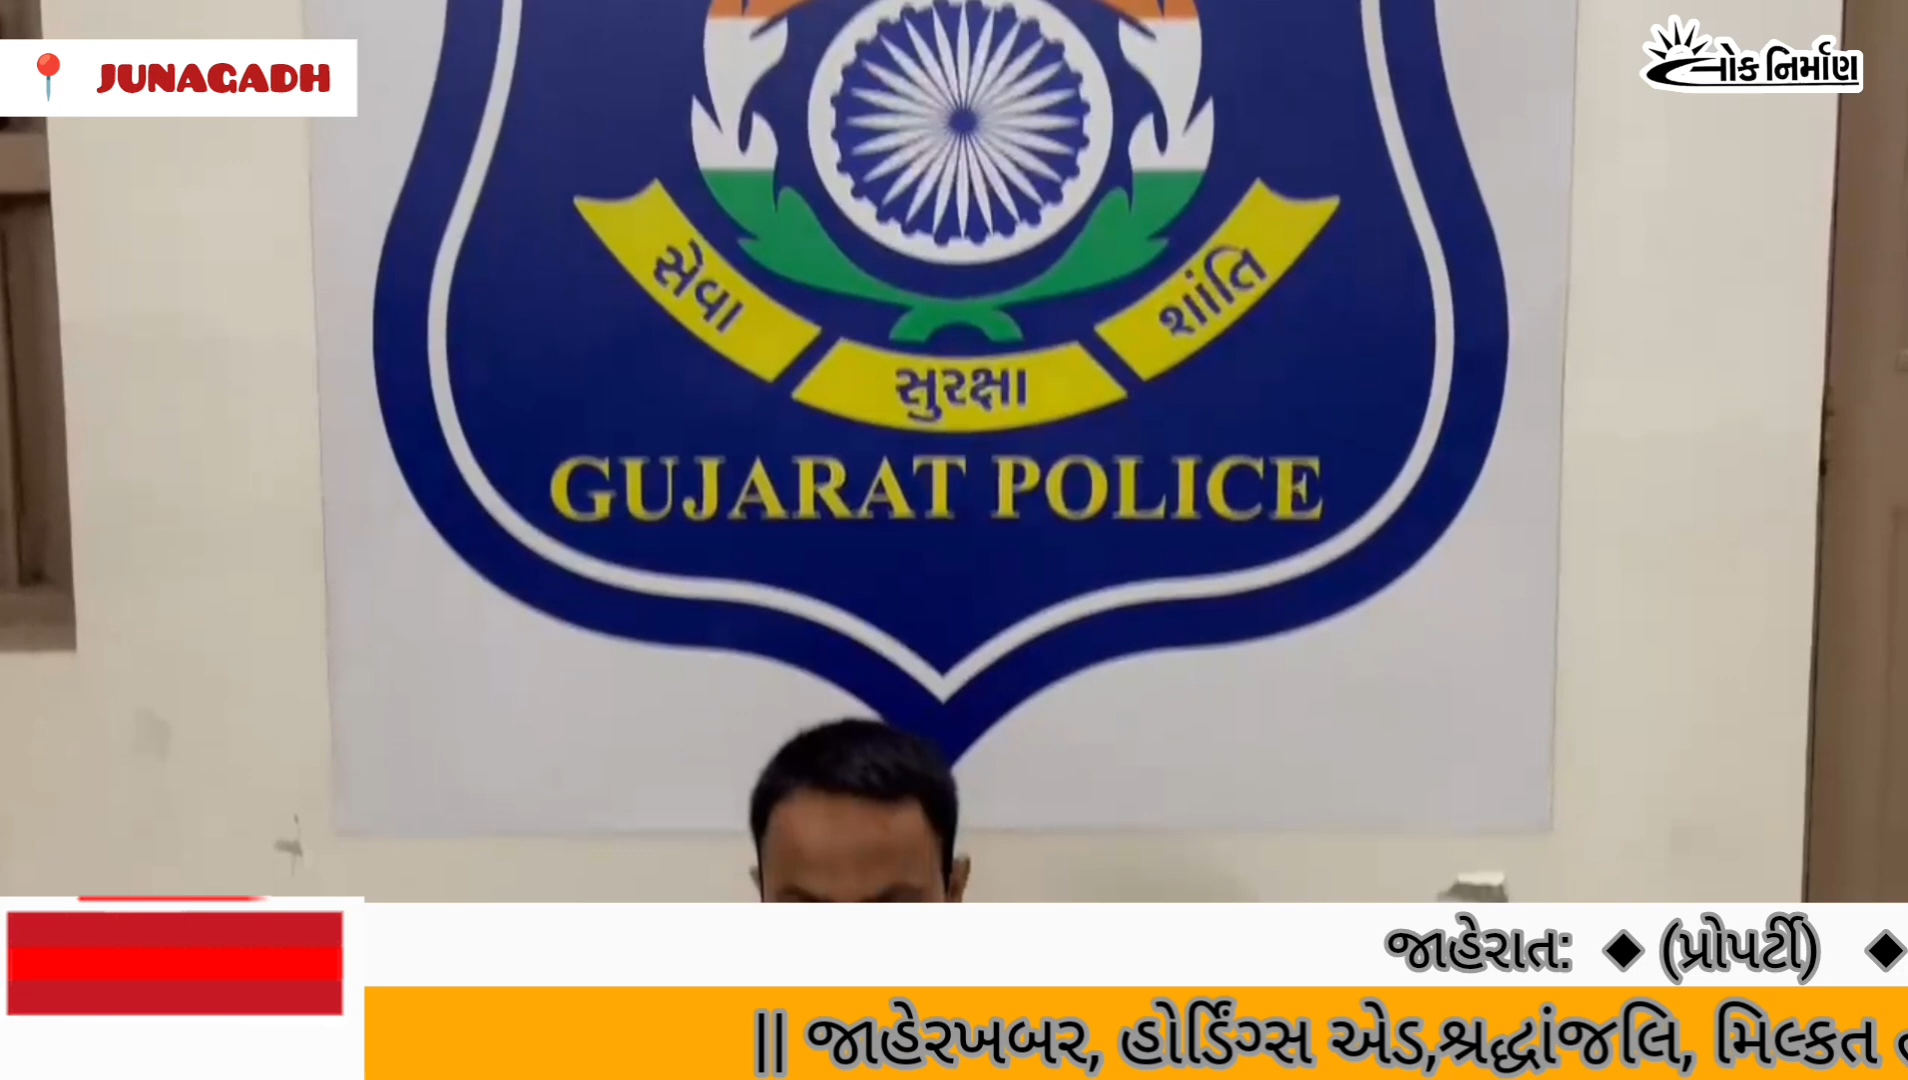 JUNAGADH
લોક નિર્માણ
સેવા
શાંતિ
સુરક્ષા
GUJARAT POLICE
જાહેરાત: ◆ (પ્રોપર્ટી) ◆
|| જાહેરખબર, હોર્ડિંગ્સ એડ,શ્રદ્ધાંજલિ, મિલ્કત